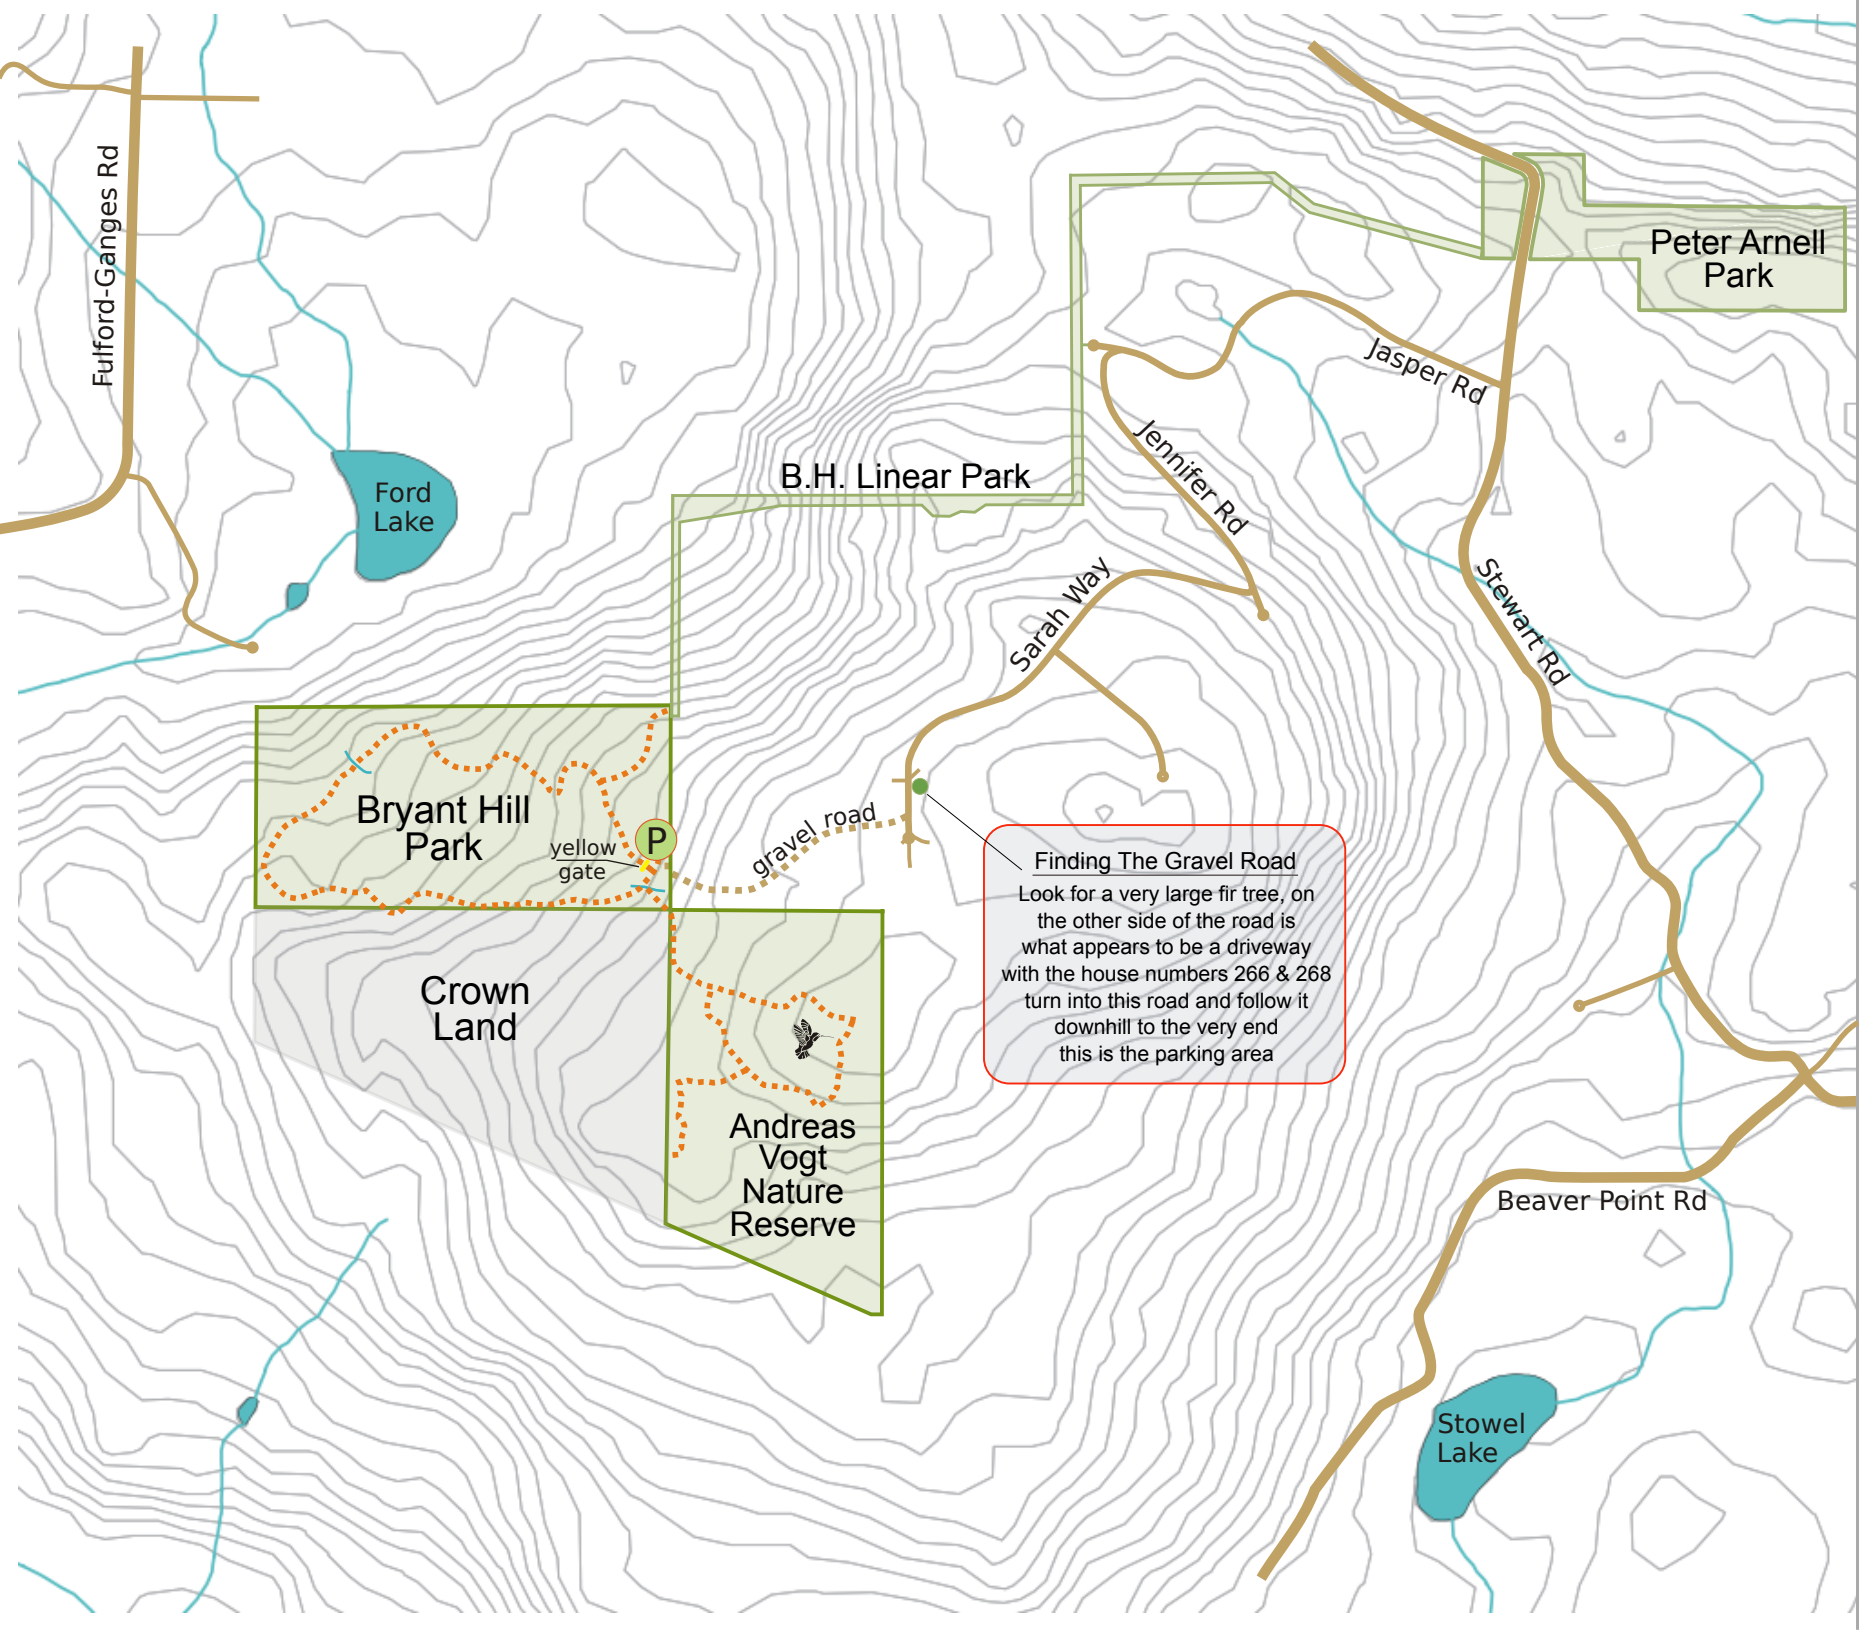 Fulford-Ganges Rd
Peter Arnell
Park
Jasper Rd
Jennifer Rd
B.H. Linear Park
Ford
Lake
Sarah Way
Stewart Rd
Bryant Hill
Park
P
yellow
gate
gravel road
Finding The Gravel Road
Look for a very large fir tree, on
the other side of the road is
what appears to be a driveway
with the house numbers 266 & 268
turn into this road and follow it
downhill to the very end
this is the parking area
Crown
Land
Andreas
Vogt
Nature
Reserve
Beaver Point Rd
Stowel
Lake